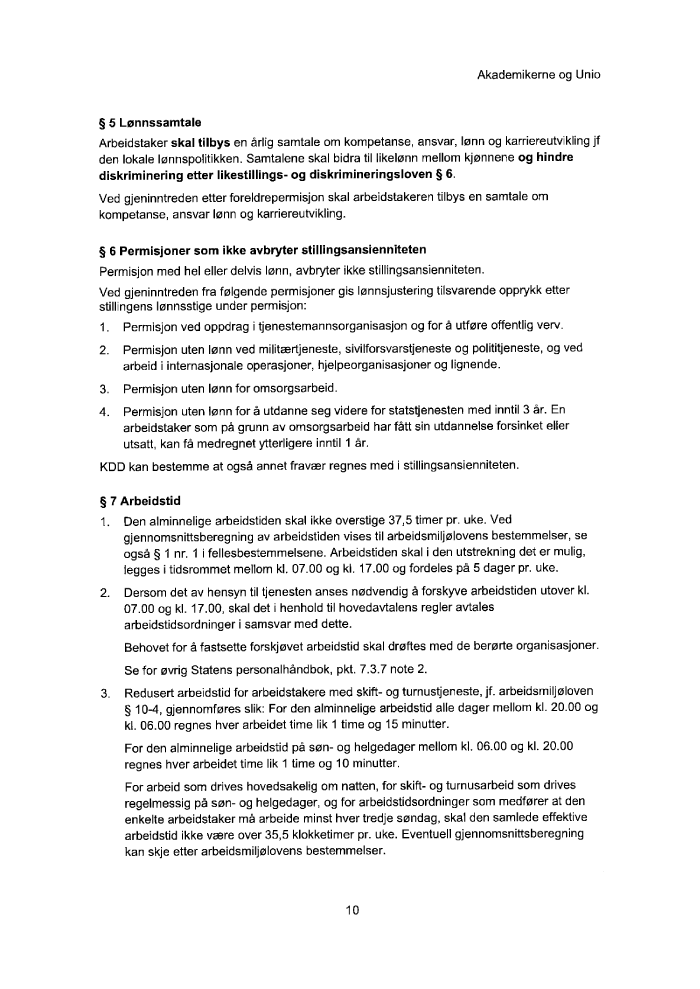 Akademikerne og Unio
§ 5 Lønnssamtale
Arbeidstaker skal tilbys en årlig samtale om kompetanse, ansvar, lønn og karriereutvikling jf
den lokale lønnspolitikken. Samtalene skal bidra til likelønn mellom kjønnene og hindre
diskriminering etter likestillings- og diskrimineringsloven § 6.
Ved gjeninntreden etter foreldrepermisjon skal arbeidstakeren tilbys en samtale om
kompetanse, ansvar lønn og karriereutvikling.
§ 6 Permisjoner som ikke avbryter stillingsansienniteten
Permisjon med hel eller delvis lønn, avbryter ikke stillingsansienniteten.
Ved gjeninntreden fra følgende permisjoner gis lønnsjustering tilsvarende opprykk etter
stillingens lønnsstige under permisjon:
1. Permisjon ved oppdrag i tjenestemannsorganisasjon og for å utføre offentlig verv.
2. Permisjon uten lønn ved militærtjeneste, sivilforsvarstjeneste og polititjeneste, og ved
arbeid i internasjonale operasjoner, hjelpeorganisasjoner og lignende.
3. Permisjon uten lønn for omsorgsarbeid.
4. Permisjon uten lønn for å utdanne seg videre for statstjenesten med inntil 3 år. En
arbeidstaker som på grunn av omsorgsarbeid har fått sin utdannelse forsinket eller
utsatt, kan få medregnet ytterligere inntil 1 år.
KDD kan bestemme at også annet fravær regnes med i stillingsansienniteten.
§ 7 Arbeidstid
1. Den alminnelige arbeidstiden skal ikke overstige 37,5 timer pr. uke. Ved
gjennomsnittsberegning av arbeidstiden vises til arbeidsmiljølovens bestemmelser, se
også § 1 nr. 1 i fellesbestemmelsene. Arbeidstiden skal i den utstrekning det er mulig,
legges i tidsrommet mellom kl. 07.00 og kl. 17.00 og fordeles på 5 dager pr. uke.
2. Dersom det av hensyn til tjenesten anses nødvendig å forskyve arbeidstiden utover kl.
07.00 og kl. 17.00, skal det i henhold til hovedavtalens regler avtales
arbeidstidsordninger i samsvar med dette.
Behovet for å fastsette forskjøvet arbeidstid skal drøftes med de berørte organisasjoner.
Se for øvrig Statens personalhåndbok, pkt. 7.3.7 note 2.
3. Redusert arbeidstid for arbeidstakere med skift- og turnustjeneste, jf. arbeidsmiljøloven
§ 10-4, gjennomføres slik: For den alminnelige arbeidstid alle dager mellom kl. 20.00 og
kl. 06.00 regnes hver arbeidet time lik 1 time og 15 minutter.
For den alminnelige arbeidstid på søn- og helgedager mellom kl. 06.00 og kl. 20.00
regnes hver arbeidet time lik 1 time og 10 minutter.
For arbeid som drives hovedsakelig om natten, for skift- og turnusarbeid som drives
regelmessig på søn- og helgedager, og for arbeidstidsordninger som medfører at den
enkelte arbeidstaker må arbeide minst hver tredje søndag, skal den samlede effektive
arbeidstid ikke være over 35,5 klokketimer pr. uke. Eventuell gjennomsnittsberegning
kan skje etter arbeidsmiljølovens bestemmelser.
10